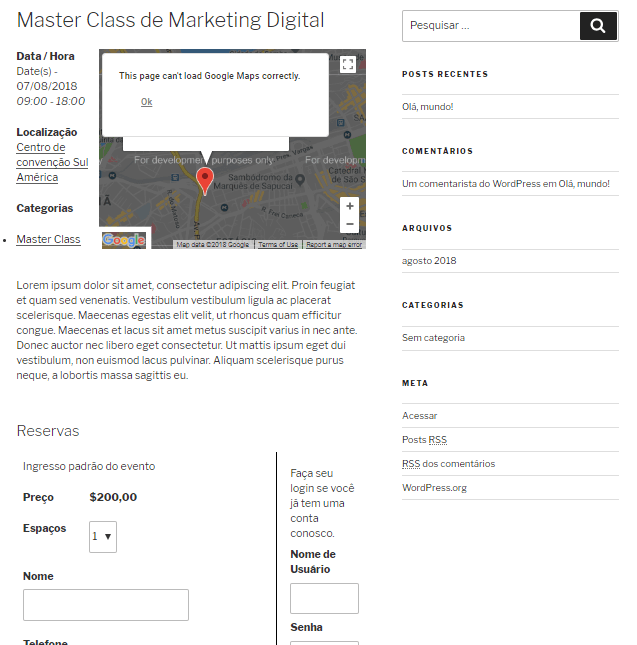 Master Class de Marketing Digital
Data / Hora
Date(s) -
07/08/2018
09:00 - 18:00
Localização
Centro de
convenção Sul
América
Categorias
Master Class
This page can't load Google Maps correctly.
Ok
For development purposes only
For developm
Sambódromo da
Marquês de Sapucaí
R. Frei Caneca
Catedral
+
−
Google
Map data ©2018 Google
Terms of Use
Report a map error
Lorem ipsum dolor sit amet, consectetur adipiscing elit. Proin feugiat
et quam sed venenatis. Vestibulum vestibulum ligula ac placerat
scelerisque. Maecenas egestas elit velit, ut rhoncus quam efficitur
congue. Maecenas et lacus sit amet metus suscipit varius in nec ante.
Donec auctor nec libero eget consectetur. Ut mattis ipsum eget dui
vestibulum, non euismod lacus pulvinar. Aliquam scelerisque purus
neque, a lobortis massa sagittis eu.
Reservas
Ingresso padrão do evento
Preço $200,00
Espaços 1
Nome
Telefone
Faça seu
login se você
já tem uma
conta
conosco.
Nome de
Usuário
Senha
Pesquisar …
POSTS RECENTES
Olá, mundo!
COMENTÁRIOS
Um comentarista do WordPress em Olá, mundo!
ARQUIVOS
agosto 2018
CATEGORIAS
Sem categoria
META
Acessar
Posts RSS
RSS dos comentários
WordPress.org